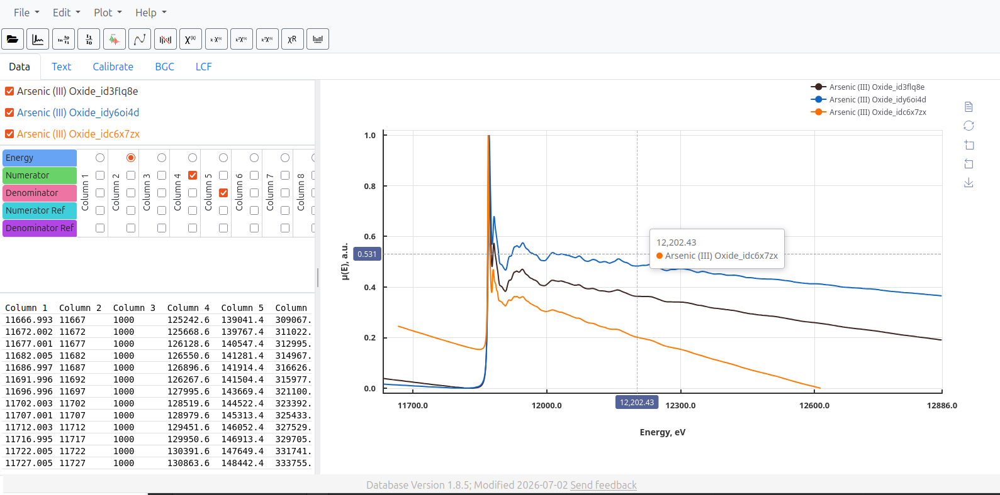 File Edit Plot Help
ln I0/I1 I1/I0 χ(k) k·χ(k) k²χ(k) k³χ(k) χR
Data Text Calibrate BGC LCF
Arsenic (III) Oxide_id3flq8e
Arsenic (III) Oxide_idy6oi4d
Arsenic (III) Oxide_idc6x7zx
Energy
Numerator
Denominator
Numerator Ref
Denominator Ref
Column 1 Column 2 Column 3 Column 4 Column 5 Column 6 Column 7 Column 8
Column 1 Column 2 Column 3 Column 4 Column 5 Column
11666.993 11667 1000 125242.6 139041.4 309067.
11672.002 11672 1000 125668.6 139767.4 311022.
11677.001 11677 1000 126128.6 140547.4 312995.
11682.005 11682 1000 126550.6 141281.4 314967.
11686.997 11687 1000 126896.6 141914.4 316626.
11691.996 11692 1000 126267.6 141504.4 315977.
11696.996 11697 1000 127995.6 143669.4 321100.
11702.003 11702 1000 128519.6 144522.4 323392.
11707.001 11707 1000 128979.6 145313.4 325433.
11712.003 11712 1000 129451.6 146052.4 327529.
11716.995 11717 1000 129950.6 146913.4 329705.
11722.005 11722 1000 130391.6 147649.4 331741.
11727.005 11727 1000 130863.6 148442.4 333755.
Arsenic (III) Oxide_id3flq8e
Arsenic (III) Oxide_idy6oi4d
Arsenic (III) Oxide_idc6x7zx
1.0
0.8
0.6
0.531
0.4
0.2
0.0
μ(E), a.u.
12,202.43
Arsenic (III) Oxide_idc6x7zx
11700.0 12000.0 12,202.43 12300.0 12600.0 12886.0
Energy, eV
Database Version 1.8.5; Modified 2026-07-02 Send feedback